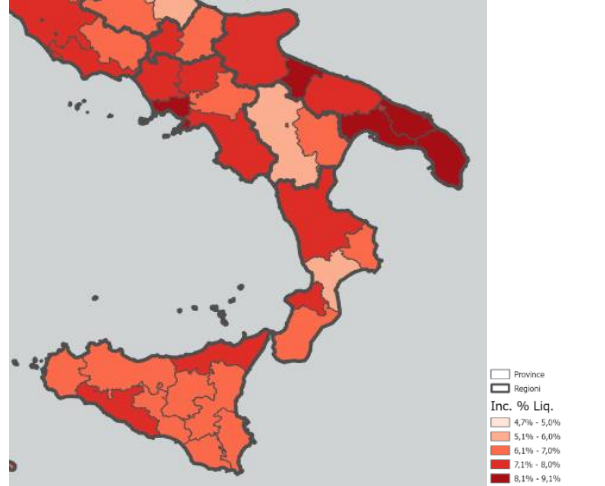 Province
Regioni
Inc. % Liq.
4,7% - 5,0%
5,1% - 6,0%
6,1% - 7,0%
7,1% - 8,0%
8,1% - 9,1%